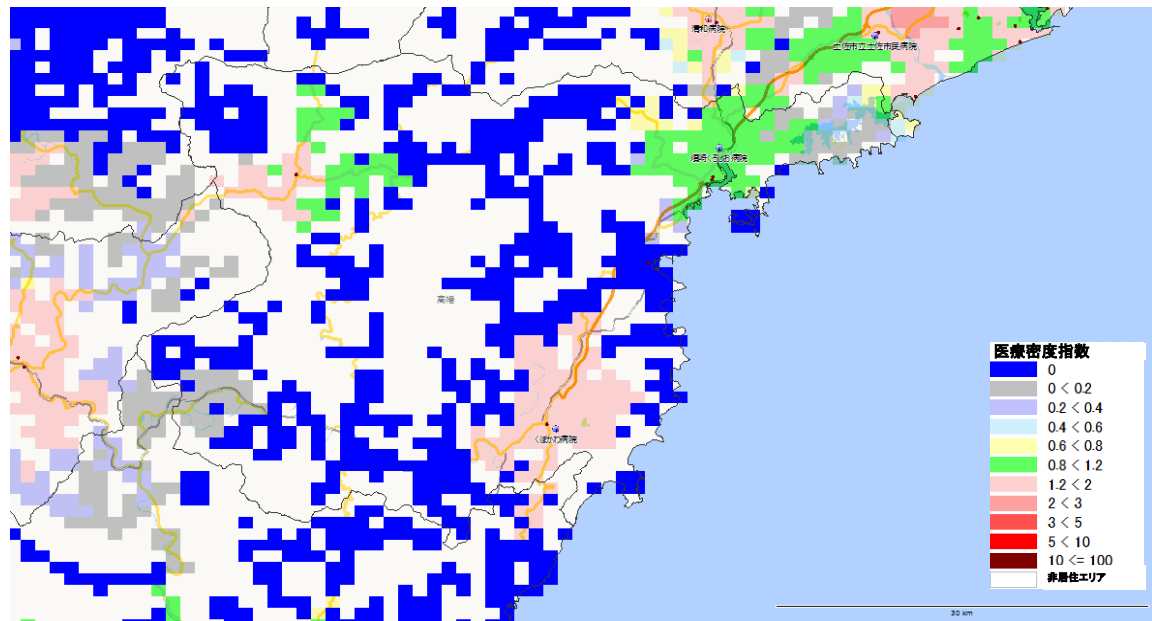 清和病院
土佐市立土佐市民病院
須崎くろしお病院
高幡
くぼかわ病院
医療密度指数
0
0 < 0.2
0.2 < 0.4
0.4 < 0.6
0.6 < 0.8
0.8 < 1.2
1.2 < 2
2 < 3
3 < 5
5 < 10
10 <= 100
非居住エリア
30 km